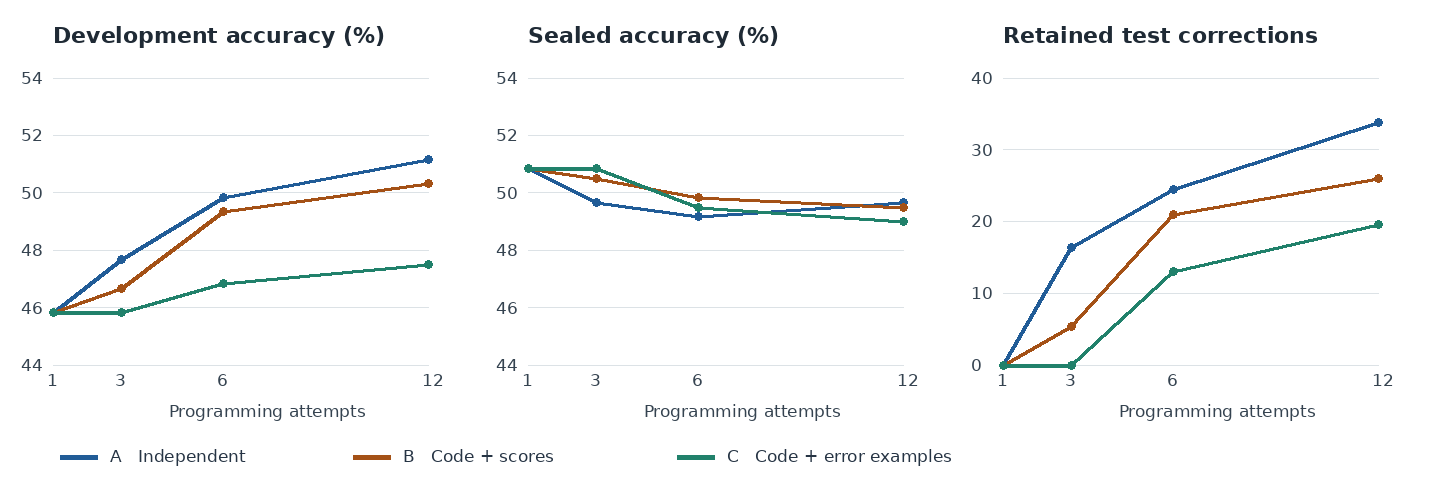 Development accuracy (%)
54
52
50
48
46
44
1 3 6 12
Programming attempts
Sealed accuracy (%)
54
52
50
48
46
44
1 3 6 12
Programming attempts
Retained test corrections
40
30
20
10
0
1 3 6 12
Programming attempts
A Independent
B Code + scores
C Code + error examples